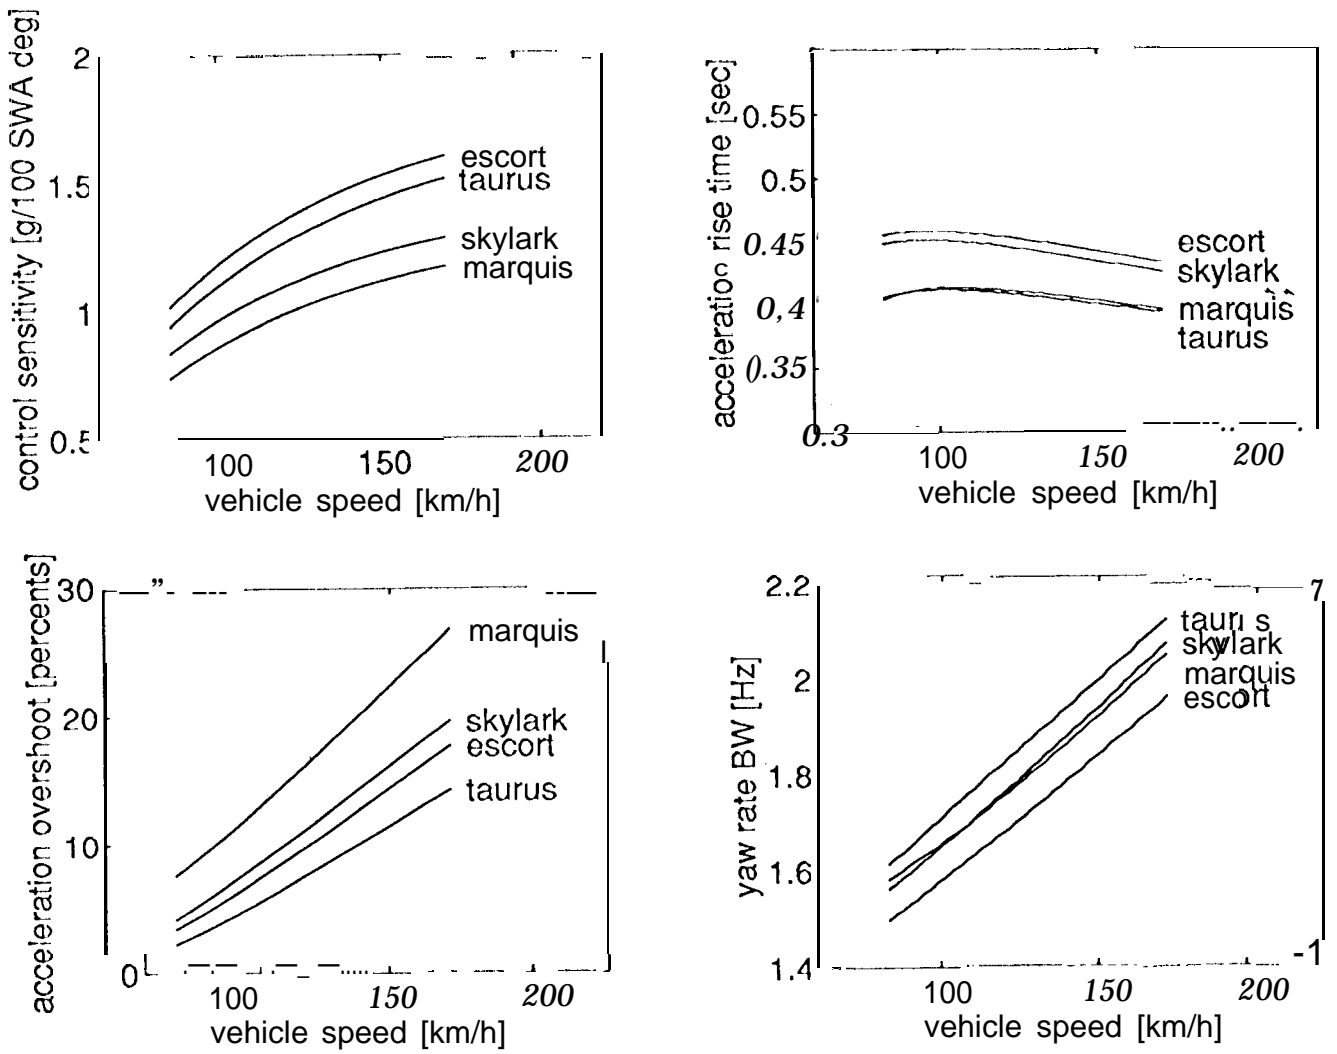 control sensitivity [g/100 SWA deg]
2
1.5
1
0.5
escort
taurus
skylark
marquis
100 150 200
vehicle speed [km/h]
acceleration rise time [sec]
0.55
0.5
0.45
0,4
0.35
0.3
escort
skylark
marquis
taurus
100 150 200
vehicle speed [km/h]
acceleration overshoot [percents]
30
20
10
0
marquis
skylark
escort
taurus
100 150 200
vehicle speed [km/h]
yaw rate BW [Hz]
2.2
2
1.8
1.6
1.4
7
-1
tauri s
skylark
marquis
escort
100 150 200
vehicle speed [km/h]